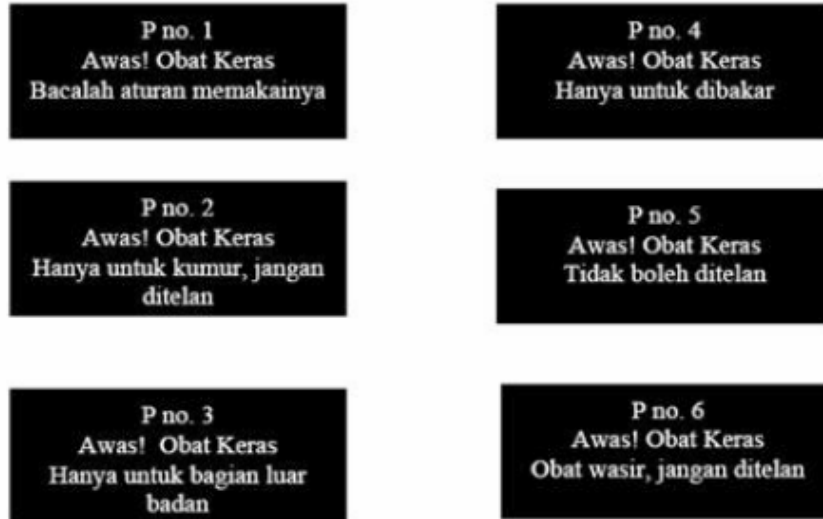 P no. 1
Awas! Obat Keras
Bacalah aturan memakainya
P no. 2
Awas! Obat Keras
Hanya untuk kumur, jangan
ditelan
P no. 3
Awas! Obat Keras
Hanya untuk bagian luar
badan
P no. 4
Awas! Obat Keras
Hanya untuk dibakar
P no. 5
Awas! Obat Keras
Tidak boleh ditelan
P no. 6
Awas! Obat Keras
Obat wasir, jangan ditelan